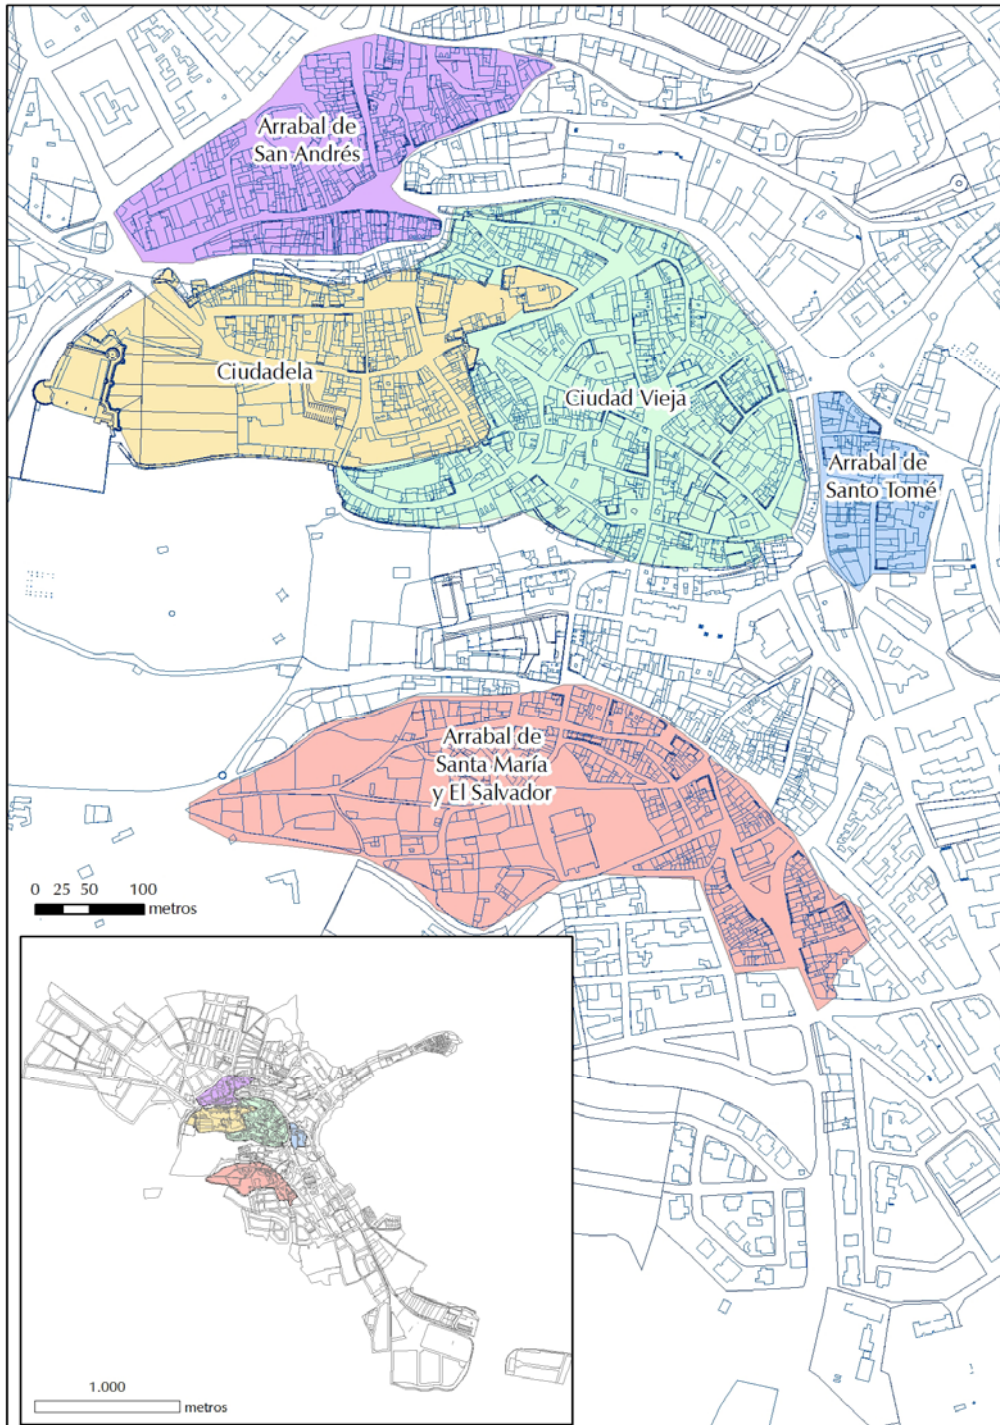 Arrabal de
San Andrés
Ciudadela
Ciudad Vieja
Arrabal de
Santo Tomé
Arrabal de
Santa María
y El Salvador
0 25 50 100
metros
1.000
metros